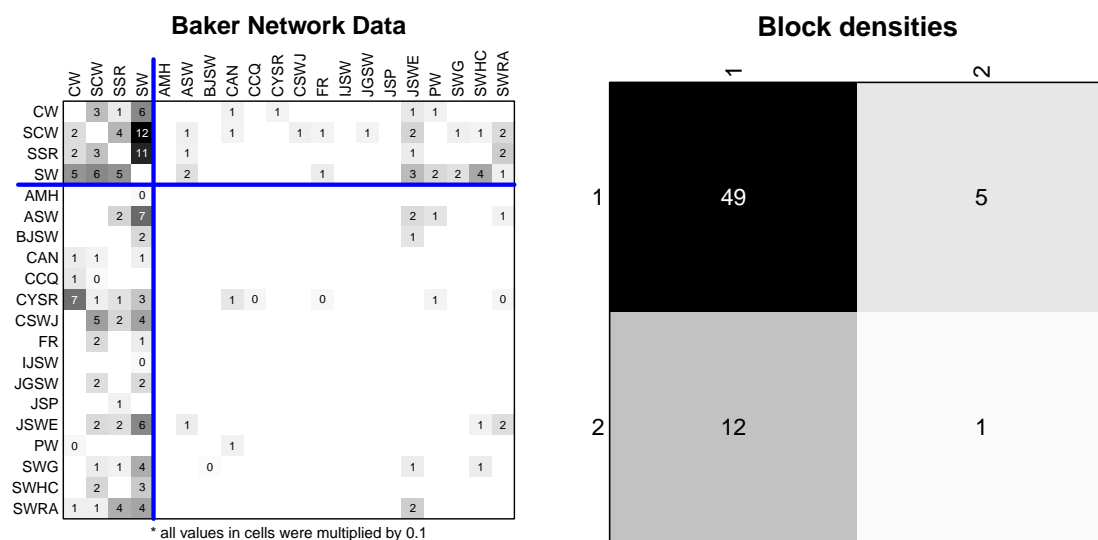 Baker Network Data
CW SCW SSR SW AMH ASW BJSW CAN CCQ CYSR CSWJ FR IJSW JGSW JSP JSWE PW SWG SWHC SWRA
CW 3 1 6 1 1 1 1
SCW 2 4 12 1 1 1 1 1 2 1 1 2
SSR 2 3 11 1 1 2
SW 5 6 5 2 1 3 2 2 4 1
AMH 0
ASW 2 7 2 1 1
BJSW 2 1
CAN 1 1 1
CCQ 1 0
CYSR 7 1 1 3 1 0 0 1 0
CSWJ 5 2 4
FR 2 1
IJSW 0
JGSW 2 2
JSP 1
JSWE 2 2 6 1 1 2
PW 0 1
SWG 1 1 4 0 1 1
SWHC 2 3
SWRA 1 1 4 4 2
* all values in cells were multiplied by 0.1
Block densities
1 2
1 49 5
2 12 1